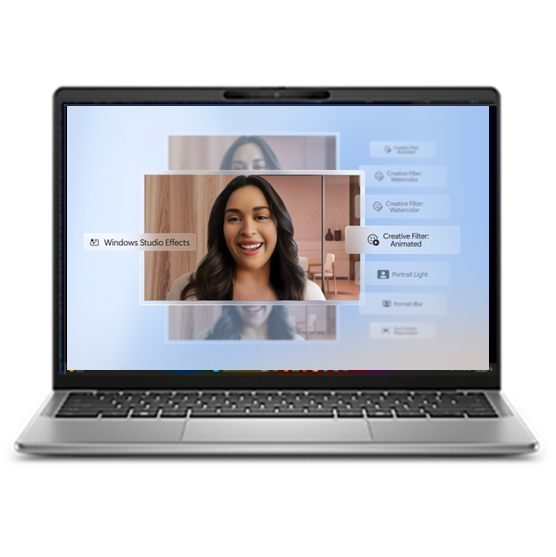 Creative Filter:
Watercolor
Creative Filter:
Watercolor
Windows Studio Effects
Creative Filter:
Animated
Portrait Light
Portrait Blur